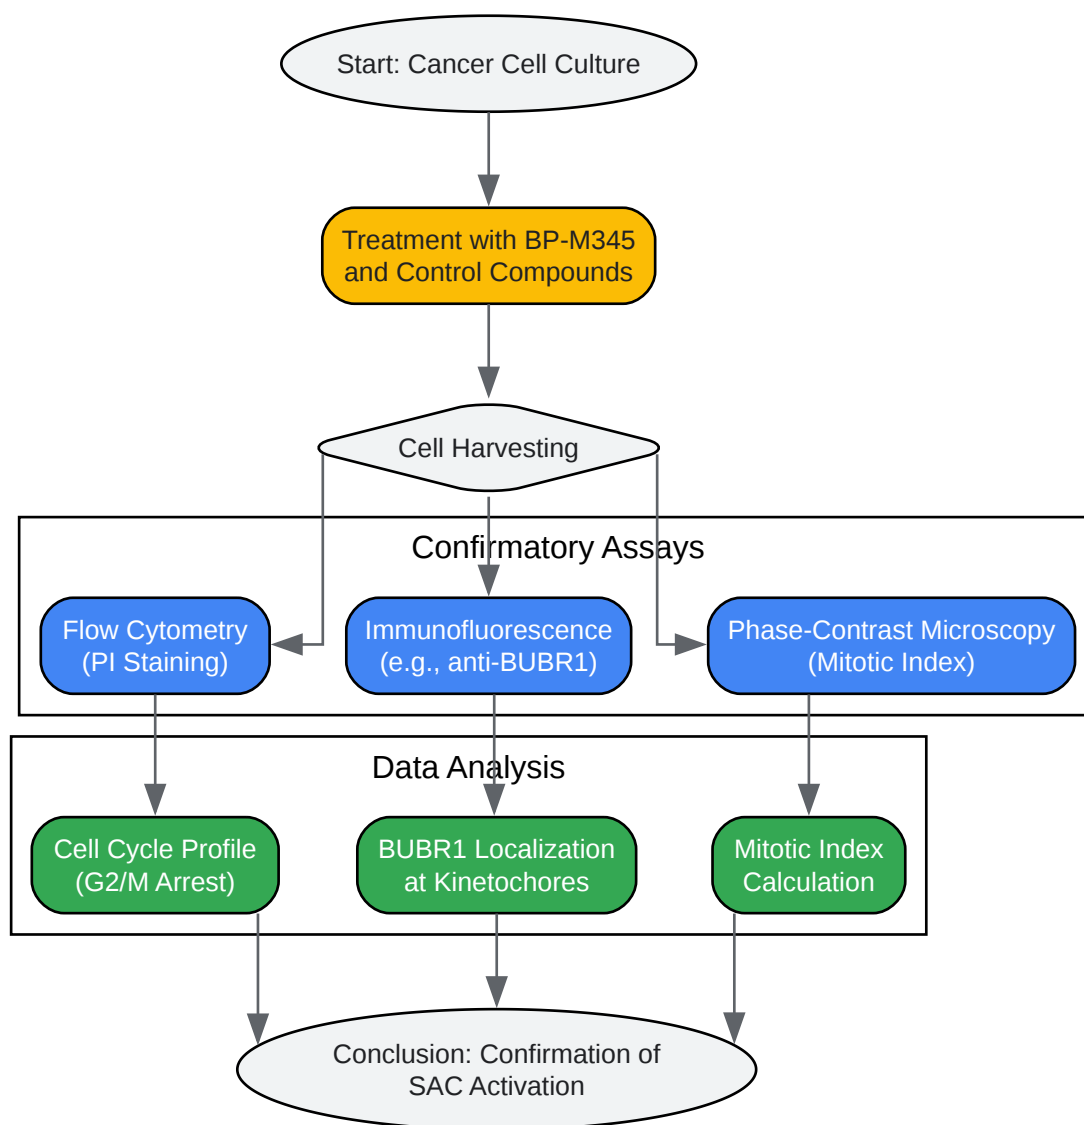 Start: Cancer Cell Culture
Treatment with BP-M345
and Control Compounds
Cell Harvesting
Confirmatory Assays
Flow Cytometry
(PI Staining)
Immunofluorescence
(e.g., anti-BUBR1)
Phase-Contrast Microscopy
(Mitotic Index)
Data Analysis
Cell Cycle Profile
(G2/M Arrest)
BUBR1 Localization
at Kinetochores
Mitotic Index
Calculation
Conclusion: Confirmation of
SAC Activation